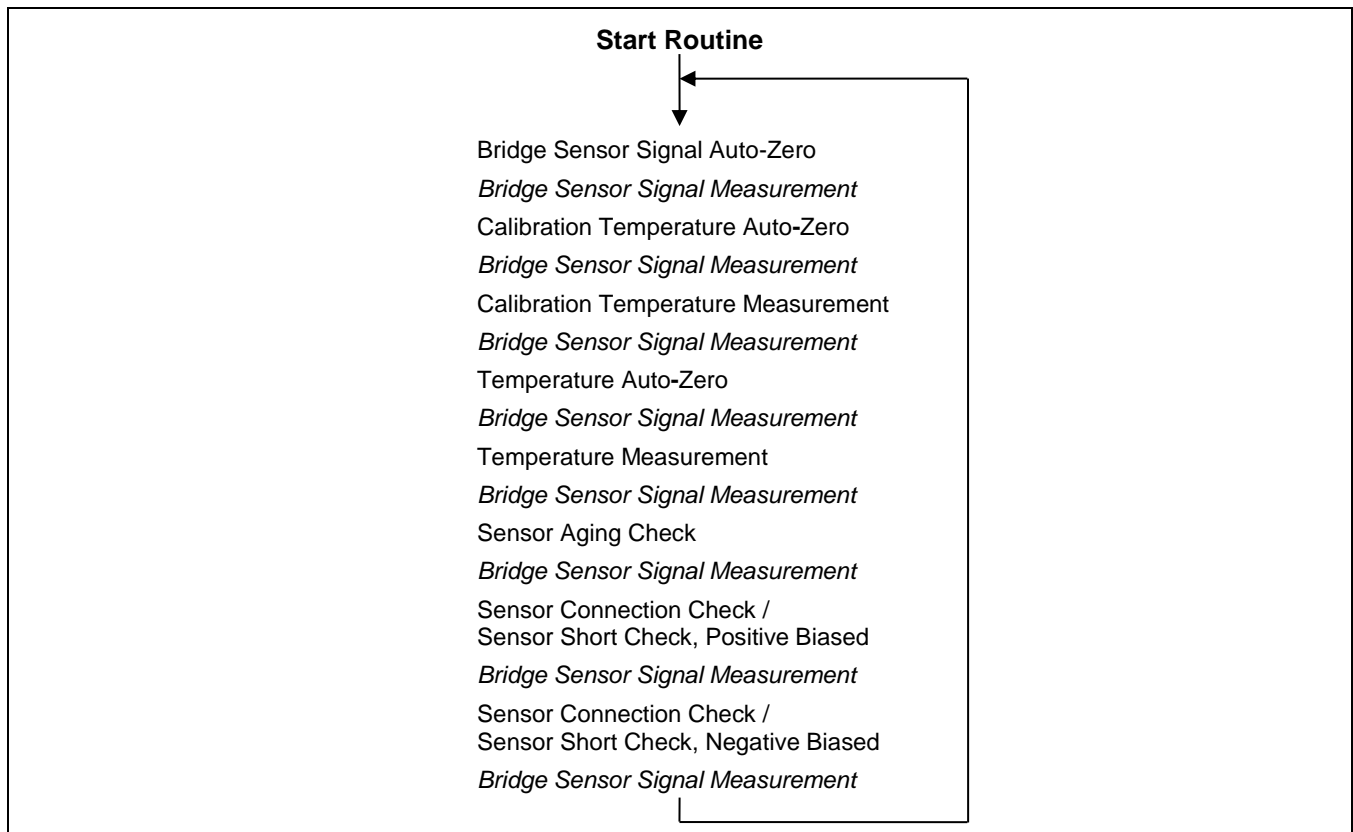 Start Routine
Bridge Sensor Signal Auto-Zero
Bridge Sensor Signal Measurement
Calibration Temperature Auto-Zero
Bridge Sensor Signal Measurement
Calibration Temperature Measurement
Bridge Sensor Signal Measurement
Temperature Auto-Zero
Bridge Sensor Signal Measurement
Temperature Measurement
Bridge Sensor Signal Measurement
Sensor Aging Check
Bridge Sensor Signal Measurement
Sensor Connection Check /
Sensor Short Check, Positive Biased
Bridge Sensor Signal Measurement
Sensor Connection Check /
Sensor Short Check, Negative Biased
Bridge Sensor Signal Measurement